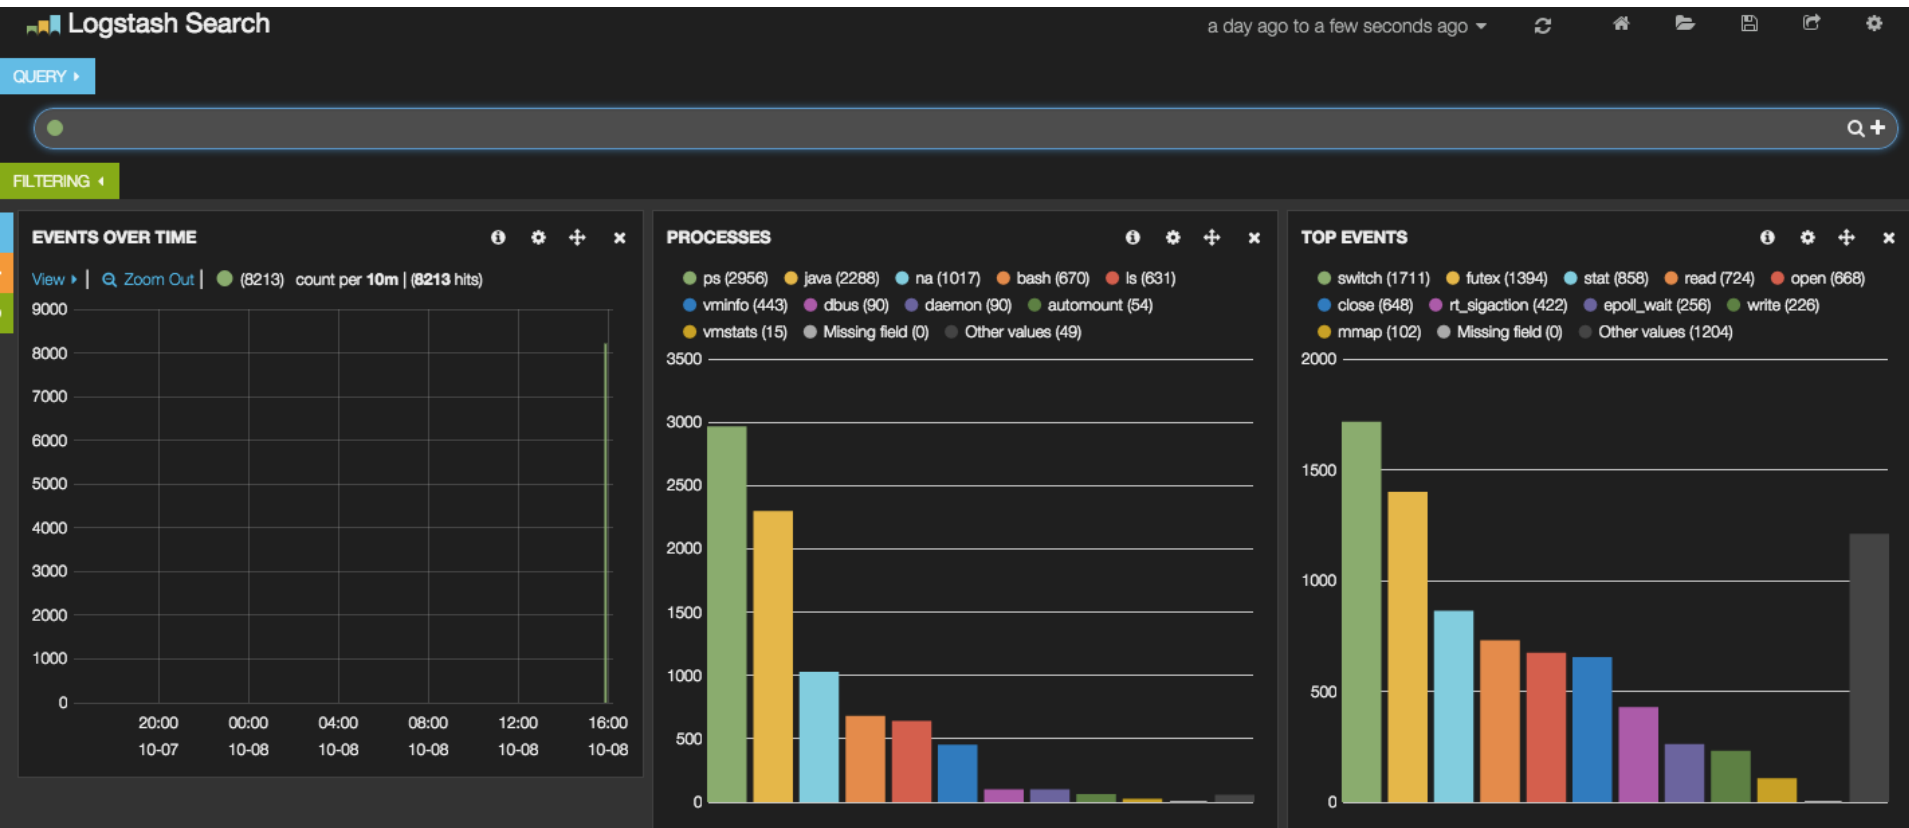 Logstash Search
a day ago to a few seconds ago
QUERY
FILTERING
EVENTS OVER TIME
View | Zoom Out | (8213) count per 10m | (8213 hits)
9000
8000
7000
6000
5000
4000
3000
2000
1000
0
20:00 00:00 04:00 08:00 12:00 16:00
10-07 10-08 10-08 10-08 10-08 10-08
PROCESSES
ps (2956) java (2288) na (1017) bash (670) ls (631)
vminfo (443) dbus (90) daemon (90) automount (54)
vmstats (15) Missing field (0) Other values (49)
3500
3000
2500
2000
1500
1000
500
0
TOP EVENTS
switch (1711) futex (1394) stat (858) read (724) open (668)
close (648) rt_sigaction (422) epoll_wait (256) write (226)
mmap (102) Missing field (0) Other values (1204)
2000
1500
1000
500
0